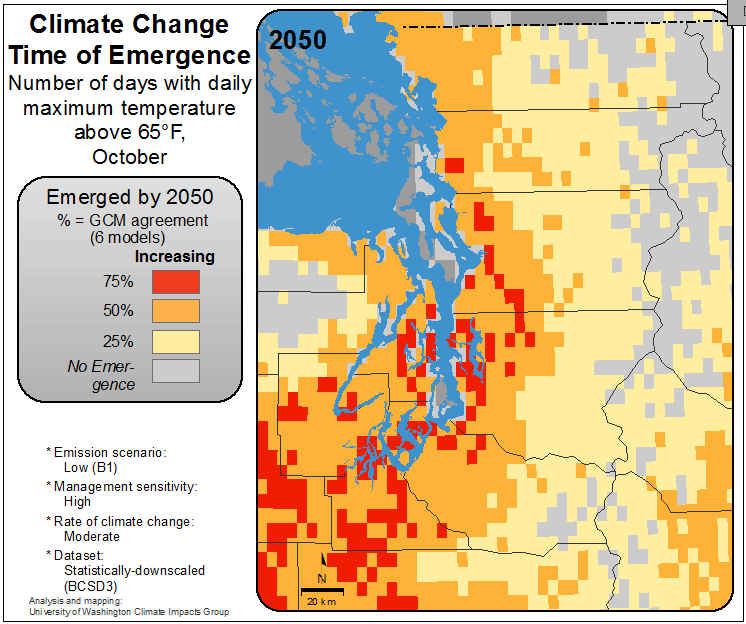 Climate Change
Time of Emergence
Number of days with daily
maximum temperature
above 65°F,
October
Emerged by 2050
% = GCM agreement
(6 models)
Increasing
75%
50%
25%
No Emer-
gence
* Emission scenario:
Low (B1)
* Management sensitivity:
High
* Rate of climate change:
Moderate
* Dataset:
Statistically-downscaled
(BCSD3)
Analysis and mapping:
University of Washington Climate Impacts Group
2050
N
20 km